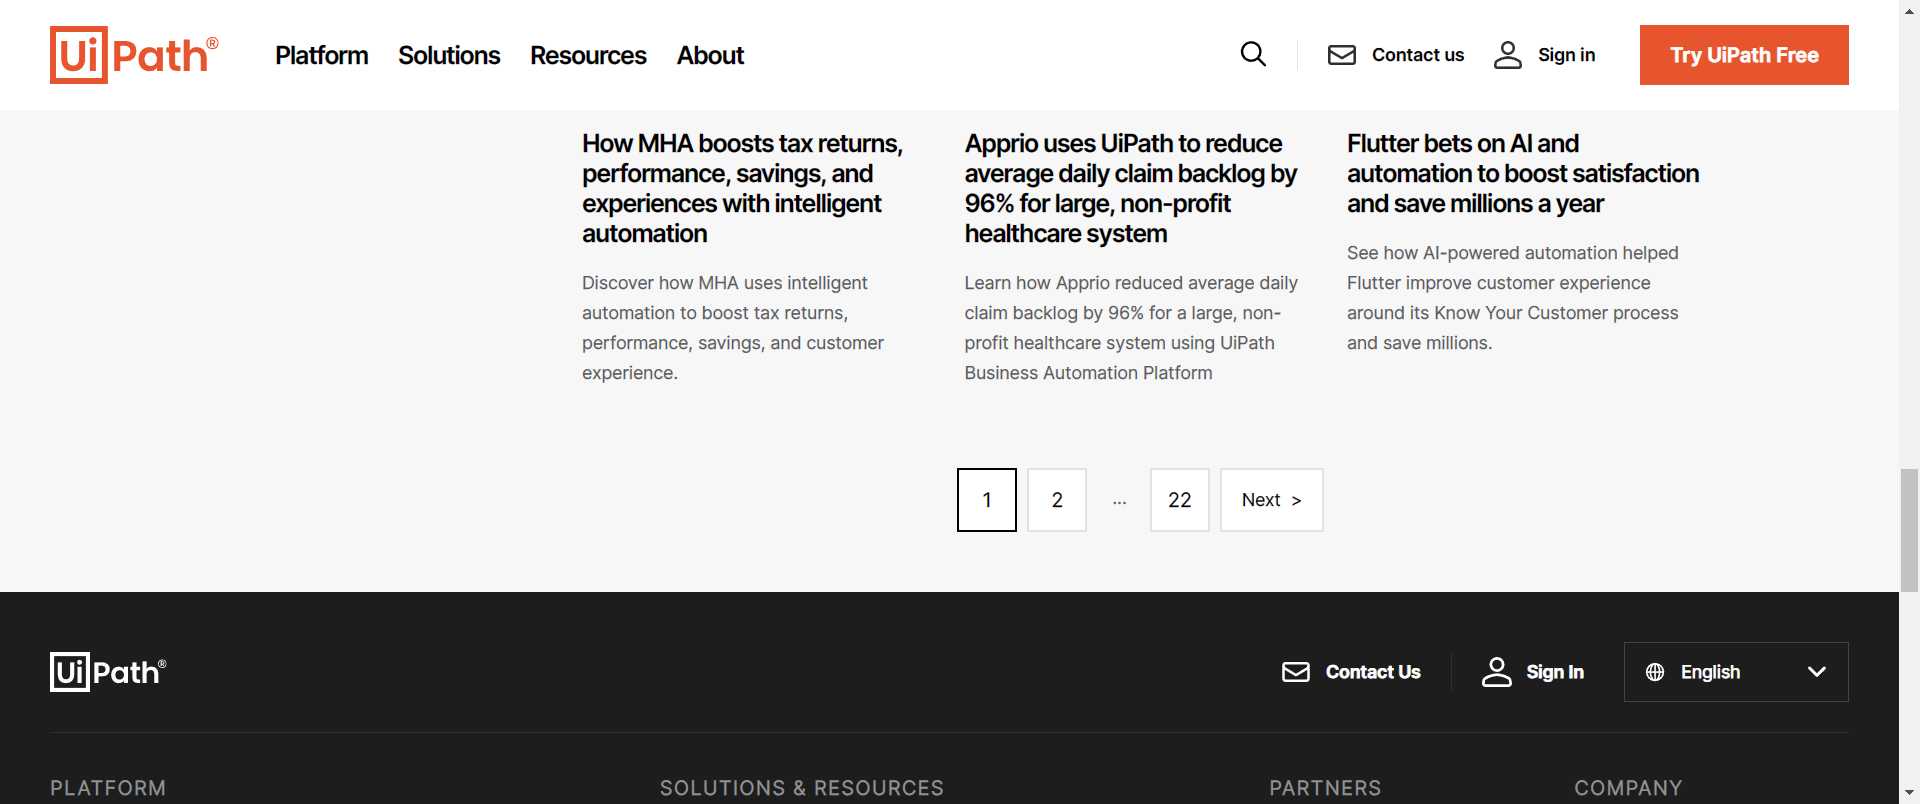 UiPath®
Platform
Solutions
Resources
About
Contact us
Sign in
Try UiPath Free
How MHA boosts tax returns,
performance, savings, and
experiences with intelligent
automation
Discover how MHA uses intelligent
automation to boost tax returns,
performance, savings, and customer
experience.
Apprio uses UiPath to reduce
average daily claim backlog by
96% for large, non-profit
healthcare system
Learn how Apprio reduced average daily
claim backlog by 96% for a large, non-
profit healthcare system using UiPath
Business Automation Platform
Flutter bets on AI and
automation to boost satisfaction
and save millions a year
See how AI-powered automation helped
Flutter improve customer experience
around its Know Your Customer process
and save millions.
1
2
...
22
Next >
UiPath®
Contact Us
Sign In
English
PLATFORM
SOLUTIONS & RESOURCES
PARTNERS
COMPANY